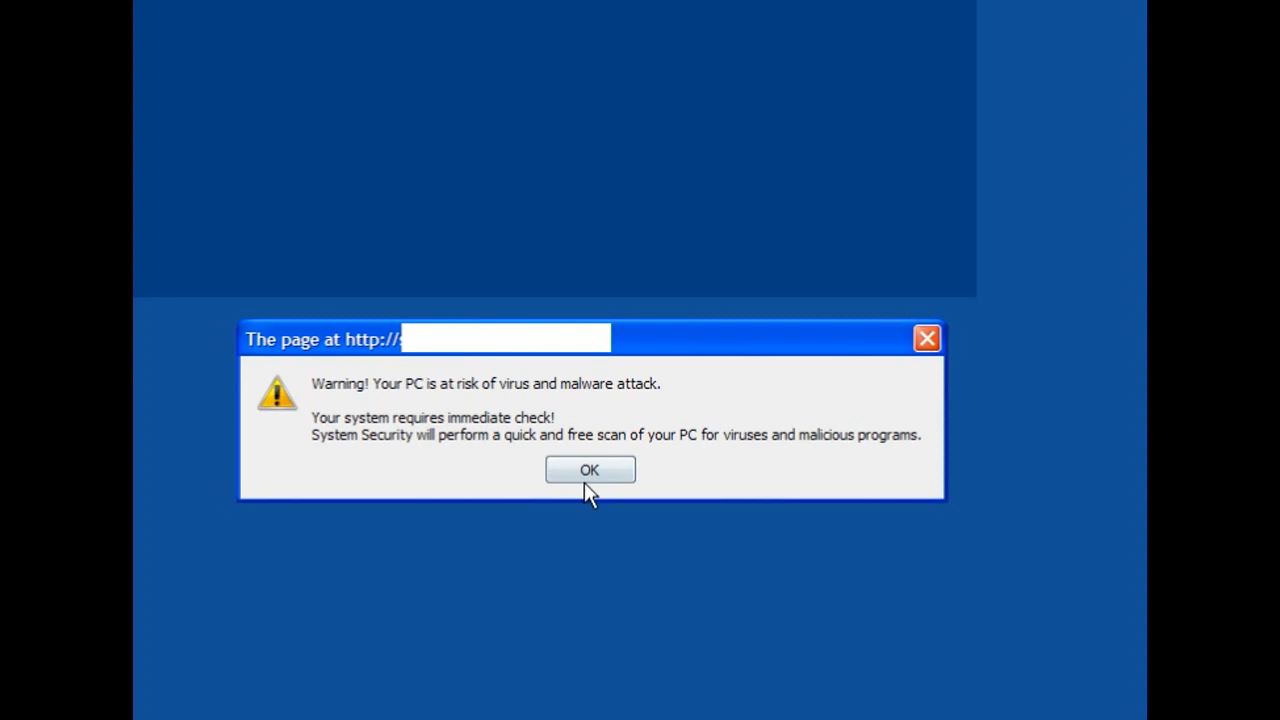 The page at http://
Warning! Your PC is at risk of virus and malware attack.
Your system requires immediate check!
System Security will perform a quick and free scan of your PC for viruses and malicious programs.
OK